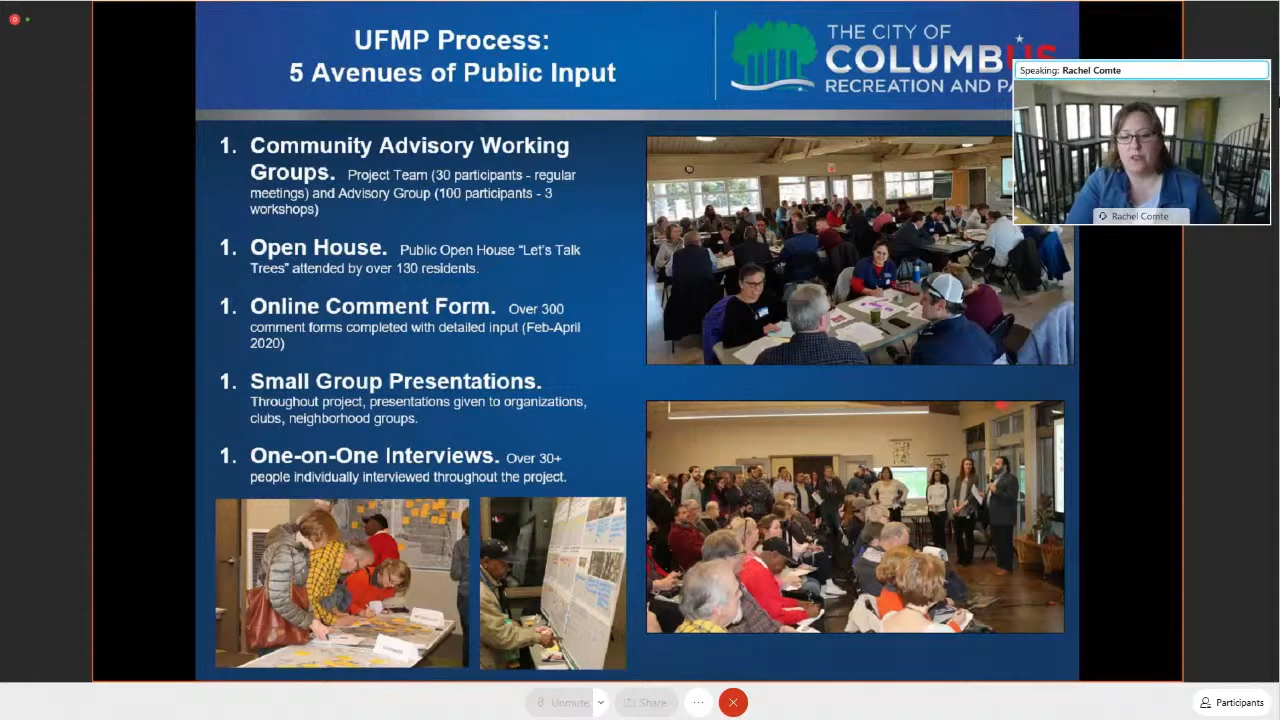 UFMP Process:
5 Avenues of Public Input
THE CITY OF
COLUMBUS
RECREATION AND PA
Speaking: Rachel Comte
Rachel Comte
1. Community Advisory Working
Groups. Project Team (30 participants - regular
meetings) and Advisory Group (100 participants - 3
workshops)
1. Open House. Public Open House “Let's Talk
Trees” attended by over 130 residents.
1. Online Comment Form. Over 300
comment forms completed with detailed input (Feb-April
2020)
1. Small Group Presentations.
Throughout project, presentations given to organizations,
clubs, neighborhood groups.
1. One-on-One Interviews. Over 30+
people individually interviewed throughout the project.
Unmute
Share
Participants